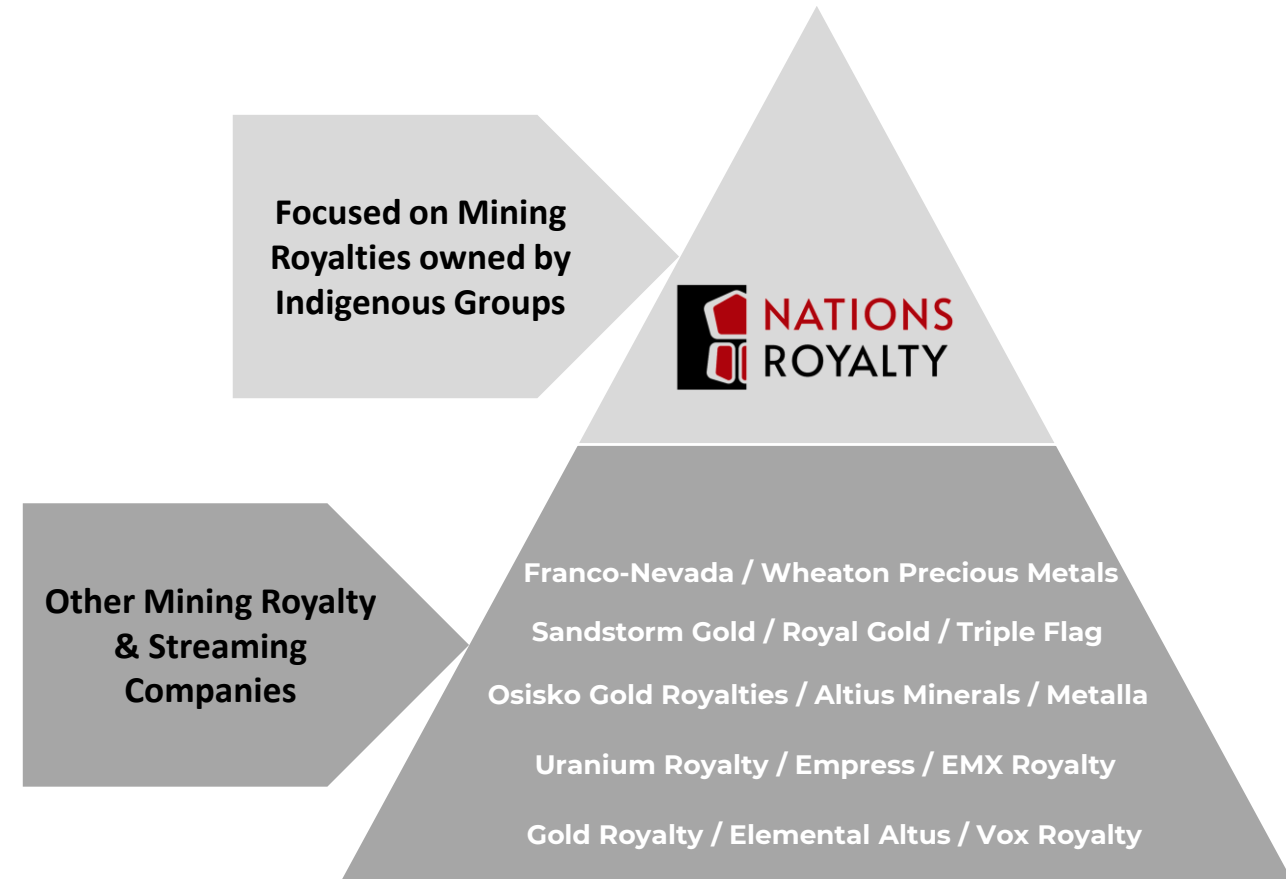 Focused on Mining
Royalties owned by
Indigenous Groups
NATIONS
ROYALTY
Other Mining Royalty
& Streaming
Companies
Franco-Nevada / Wheaton Precious Metals
Sandstorm Gold / Royal Gold / Triple Flag
Osisko Gold Royalties / Altius Minerals / Metalla
Uranium Royalty / Empress / EMX Royalty
Gold Royalty / Elemental Altus / Vox Royalty